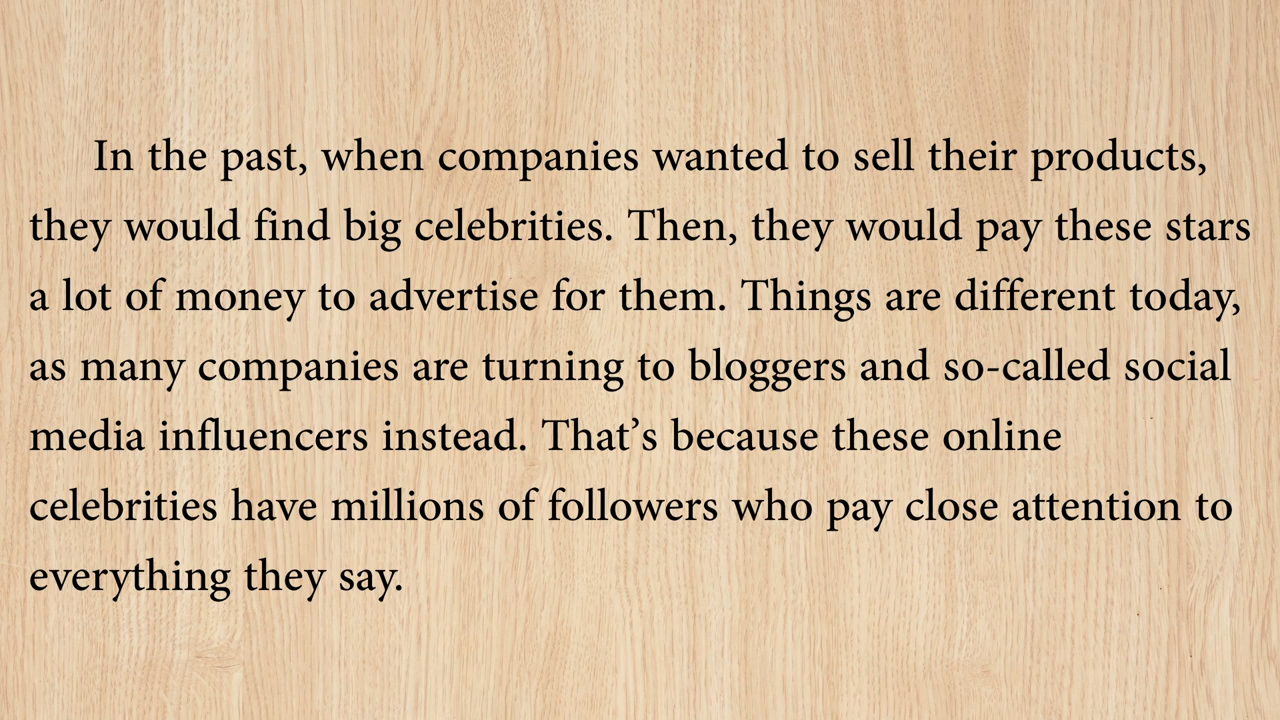 In the past, when companies wanted to sell their products,
they would find big celebrities. Then, they would pay these stars
a lot of money to advertise for them. Things are different today,
as many companies are turning to bloggers and so-called social
media influencers instead. That’s because these online
celebrities have millions of followers who pay close attention to
everything they say.